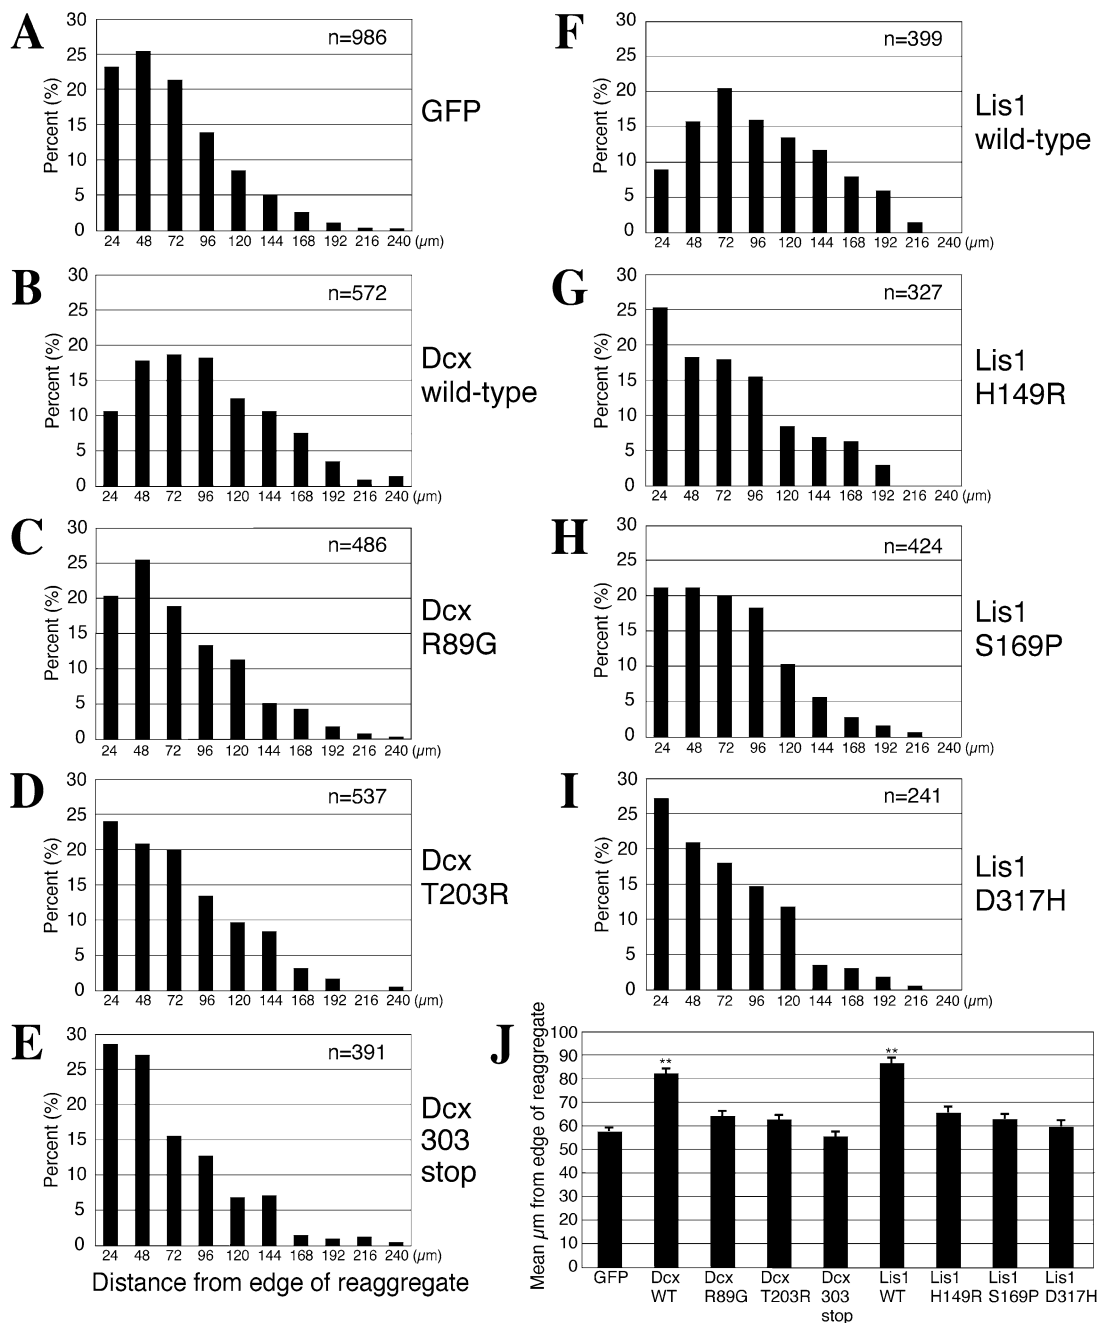 A
30
25
20
15
10
5
0
Percent (%)
n=986
GFP
24 48 72 96 120 144 168 192 216 240 (µm)
B
30
25
20
15
10
5
0
Percent (%)
n=572
Dcx
wild-type
24 48 72 96 120 144 168 192 216 240 (µm)
C
30
25
20
15
10
5
0
Percent (%)
n=486
Dcx
R89G
24 48 72 96 120 144 168 192 216 240 (µm)
D
30
25
20
15
10
5
0
Percent (%)
n=537
Dcx
T203R
24 48 72 96 120 144 168 192 216 240 (µm)
E
30
25
20
15
10
5
0
Percent (%)
n=391
Dcx
303
stop
24 48 72 96 120 144 168 192 216 240 (µm)
Distance from edge of reaggregate
F
30
25
20
15
10
5
0
Percent (%)
n=399
Lis1
wild-type
24 48 72 96 120 144 168 192 216 240 (µm)
G
30
25
20
15
10
5
0
Percent (%)
n=327
Lis1
H149R
24 48 72 96 120 144 168 192 216 240 (µm)
H
30
25
20
15
10
5
0
Percent (%)
n=424
Lis1
S169P
24 48 72 96 120 144 168 192 216 240 (µm)
I
30
25
20
15
10
5
0
Percent (%)
n=241
Lis1
D317H
24 48 72 96 120 144 168 192 216 240 (µm)
J
Mean µm from edge of reaggregate
100
90
80
70
60
50
40
30
20
10
0
** **
GFP Dcx Dcx Dcx Dcx Lis1 Lis1 Lis1 Lis1
WT R89G T203R 303 WT H149R S169P D317H
stop